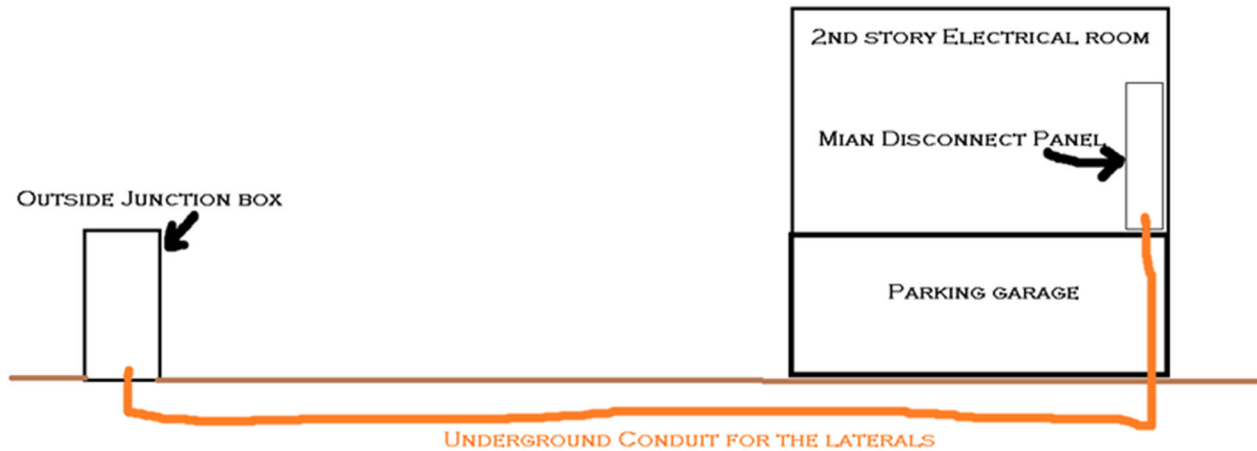 2nd story Electrical room
Mian Disconnect Panel
Outside Junction box
Parking garage
Underground Conduit for the laterals